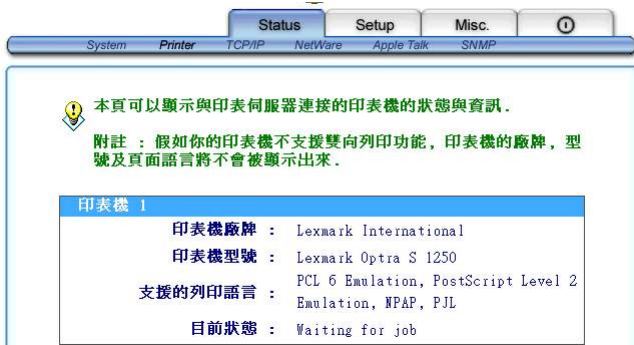 Status Setup Misc.
System Printer TCP/IP NetWare Apple Talk SNMP
本頁可以顯示與印表伺服器連接的印表機的狀態與資訊．
附註 ：假如你的印表機不支援雙向列印功能，印表機的廠牌，型
號及頁面語言將不會被顯示出來．
印表機 1
印表機廠牌 ： Lexmark International
印表機型號 ： Lexmark Optra S 1250
支援的列印語言 ： PCL 6 Emulation, PostScript Level 2
Emulation, NPAP, PJL
目前狀態 ： Waiting for job